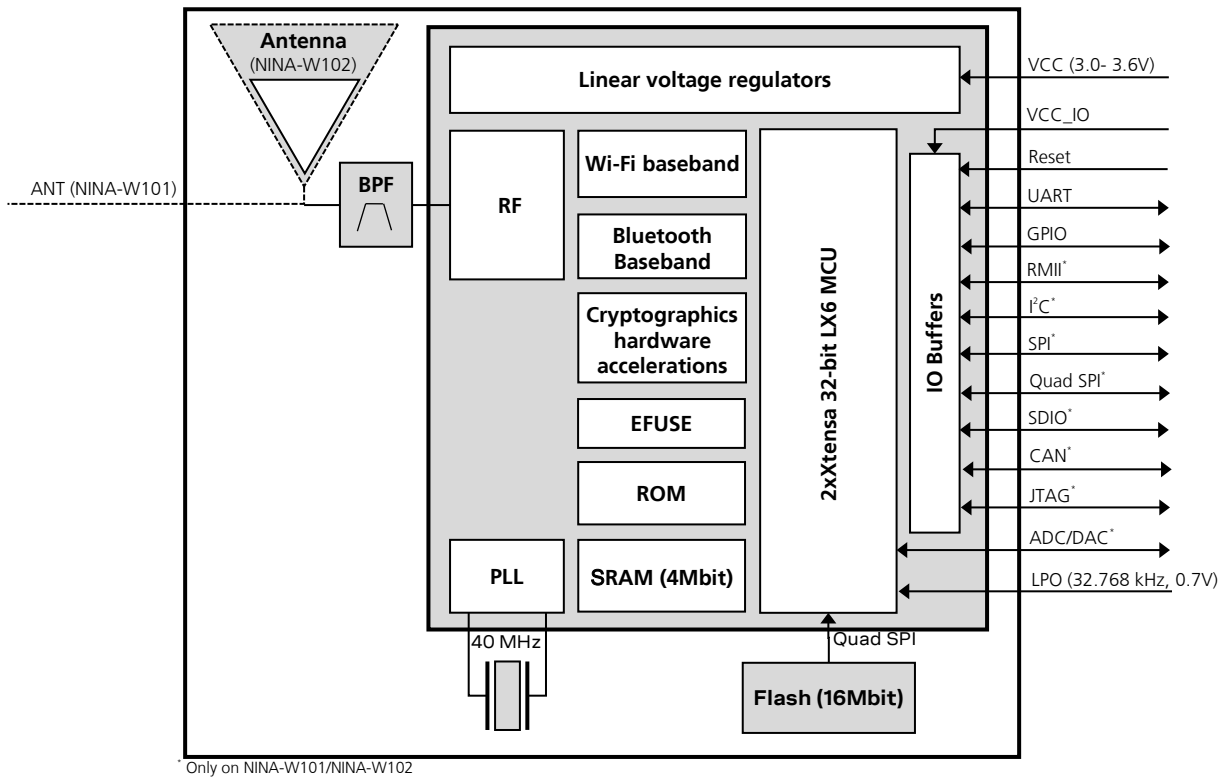 Antenna
(NINA-W102)
Linear voltage regulators
VCC (3.0- 3.6V)
VCC_IO
Reset
ANT (NINA-W101)
BPF
RF
Wi-Fi baseband
Bluetooth
Baseband
Cryptographics
hardware
accelerations
EFUSE
ROM
PLL
SRAM (4Mbit)
2xXtensa 32-bit LX6 MCU
IO Buffers
UART
GPIO
RMII*
I²C*
SPI*
Quad SPI*
SDIO*
CAN*
JTAG*
ADC/DAC*
LPO (32.768 kHz, 0.7V)
40 MHz
Quad SPI
Flash (16Mbit)
* Only on NINA-W101/NINA-W102